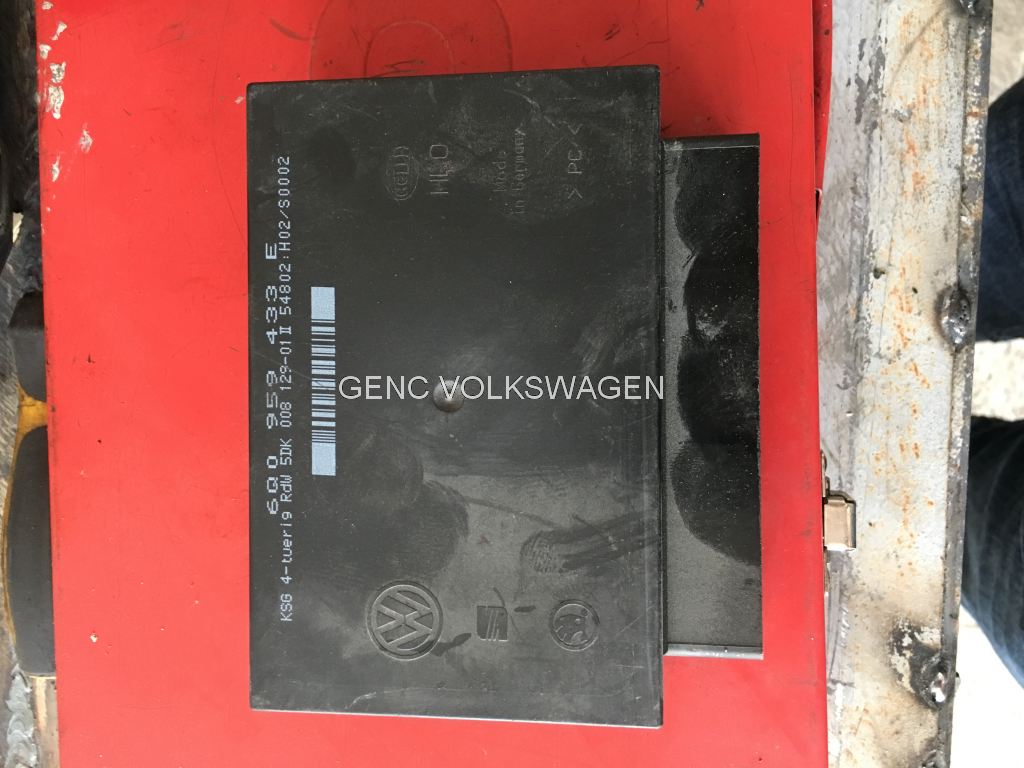 6Q0 959 433 E
KSG 4-tuerig RdW 5DK 008 129-01 II 54802:H02/S0002
HELLA
Made
in Germany
> PC <
GENC VOLKSWAGEN